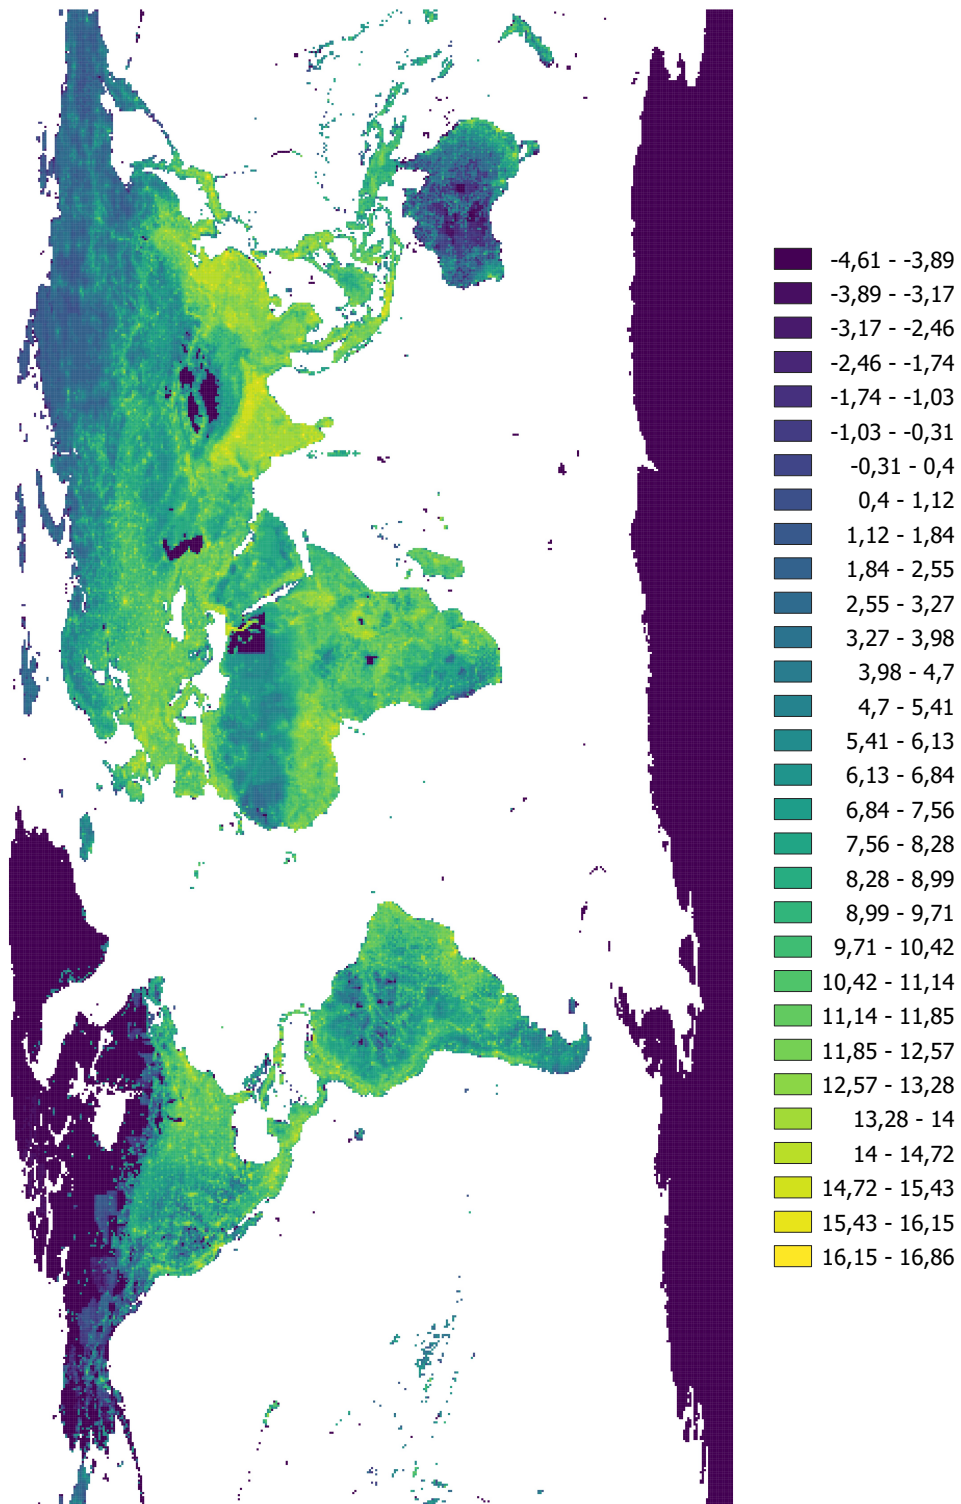 -4,61 - -3,89
-3,89 - -3,17
-3,17 - -2,46
-2,46 - -1,74
-1,74 - -1,03
-1,03 - -0,31
-0,31 - 0,4
0,4 - 1,12
1,12 - 1,84
1,84 - 2,55
2,55 - 3,27
3,27 - 3,98
3,98 - 4,7
4,7 - 5,41
5,41 - 6,13
6,13 - 6,84
6,84 - 7,56
7,56 - 8,28
8,28 - 8,99
8,99 - 9,71
9,71 - 10,42
10,42 - 11,14
11,14 - 11,85
11,85 - 12,57
12,57 - 13,28
13,28 - 14
14 - 14,72
14,72 - 15,43
15,43 - 16,15
16,15 - 16,86